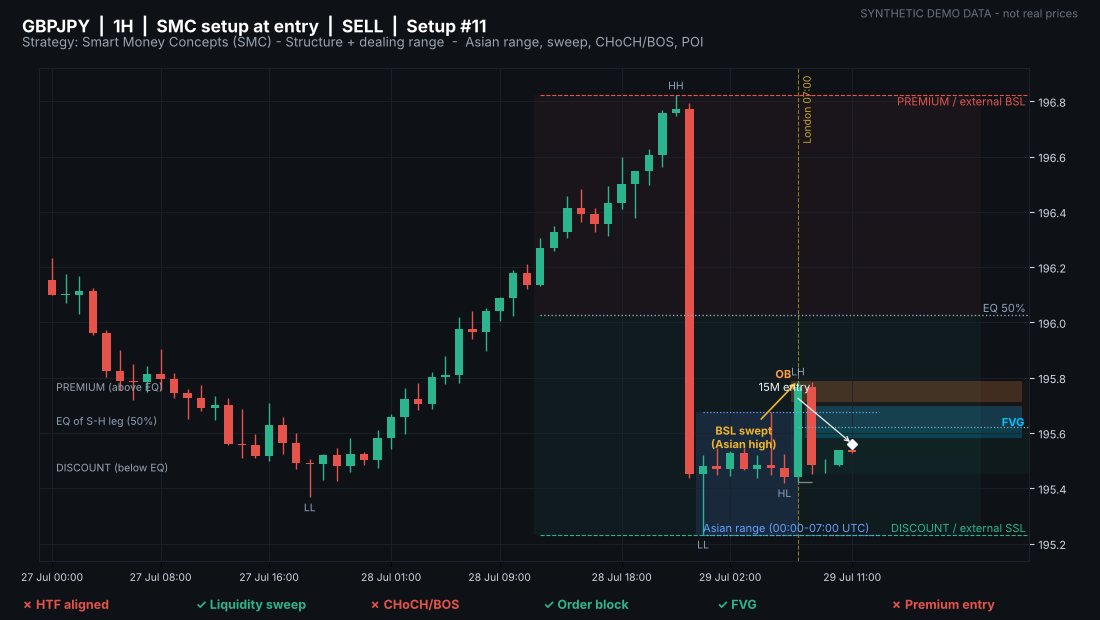 GBPJPY | 1H | SMC setup at entry | SELL | Setup #11
SYNTHETIC DEMO DATA - not real prices
Strategy: Smart Money Concepts (SMC) - Structure + dealing range - Asian range, sweep, CHoCH/BOS, POI
HH
London 07:00
PREMIUM / external BSL
196.8
196.6
196.4
196.2
EQ 50%
196.0
OB
LH
15M entry
PREMIUM (above EQ)
195.8
EQ of S-H leg (50%)
FVG
BSL swept
(Asian high)
195.6
DISCOUNT (below EQ)
HL
195.4
LL
Asian range (00:00-07:00 UTC)
DISCOUNT / external SSL
LL
195.2
27 Jul 00:00
27 Jul 08:00
27 Jul 16:00
28 Jul 01:00
28 Jul 09:00
28 Jul 18:00
29 Jul 02:00
29 Jul 11:00
× HTF aligned
✓ Liquidity sweep
× CHoCH/BOS
✓ Order block
✓ FVG
× Premium entry